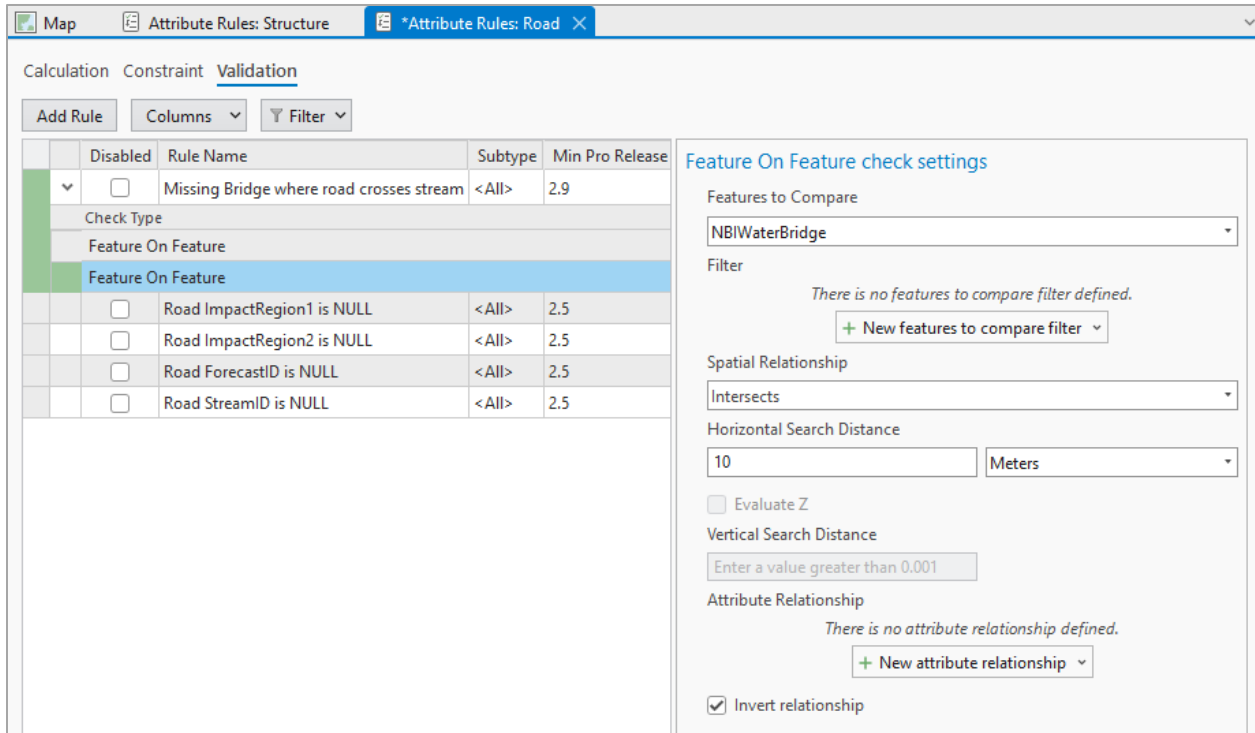 Map
Attribute Rules: Structure
*Attribute Rules: Road
Calculation Constraint Validation
Add Rule Columns Filter
Disabled Rule Name Subtype Min Pro Release
Missing Bridge where road crosses stream <All> 2.9
Check Type
Feature On Feature
Feature On Feature
Road ImpactRegion1 is NULL <All> 2.5
Road ImpactRegion2 is NULL <All> 2.5
Road ForecastID is NULL <All> 2.5
Road StreamID is NULL <All> 2.5
Feature On Feature check settings
Features to Compare
NBIWaterBridge
Filter
There is no features to compare filter defined.
+ New features to compare filter
Spatial Relationship
Intersects
Horizontal Search Distance
10 Meters
Evaluate Z
Vertical Search Distance
Enter a value greater than 0.001
Attribute Relationship
There is no attribute relationship defined.
+ New attribute relationship
Invert relationship